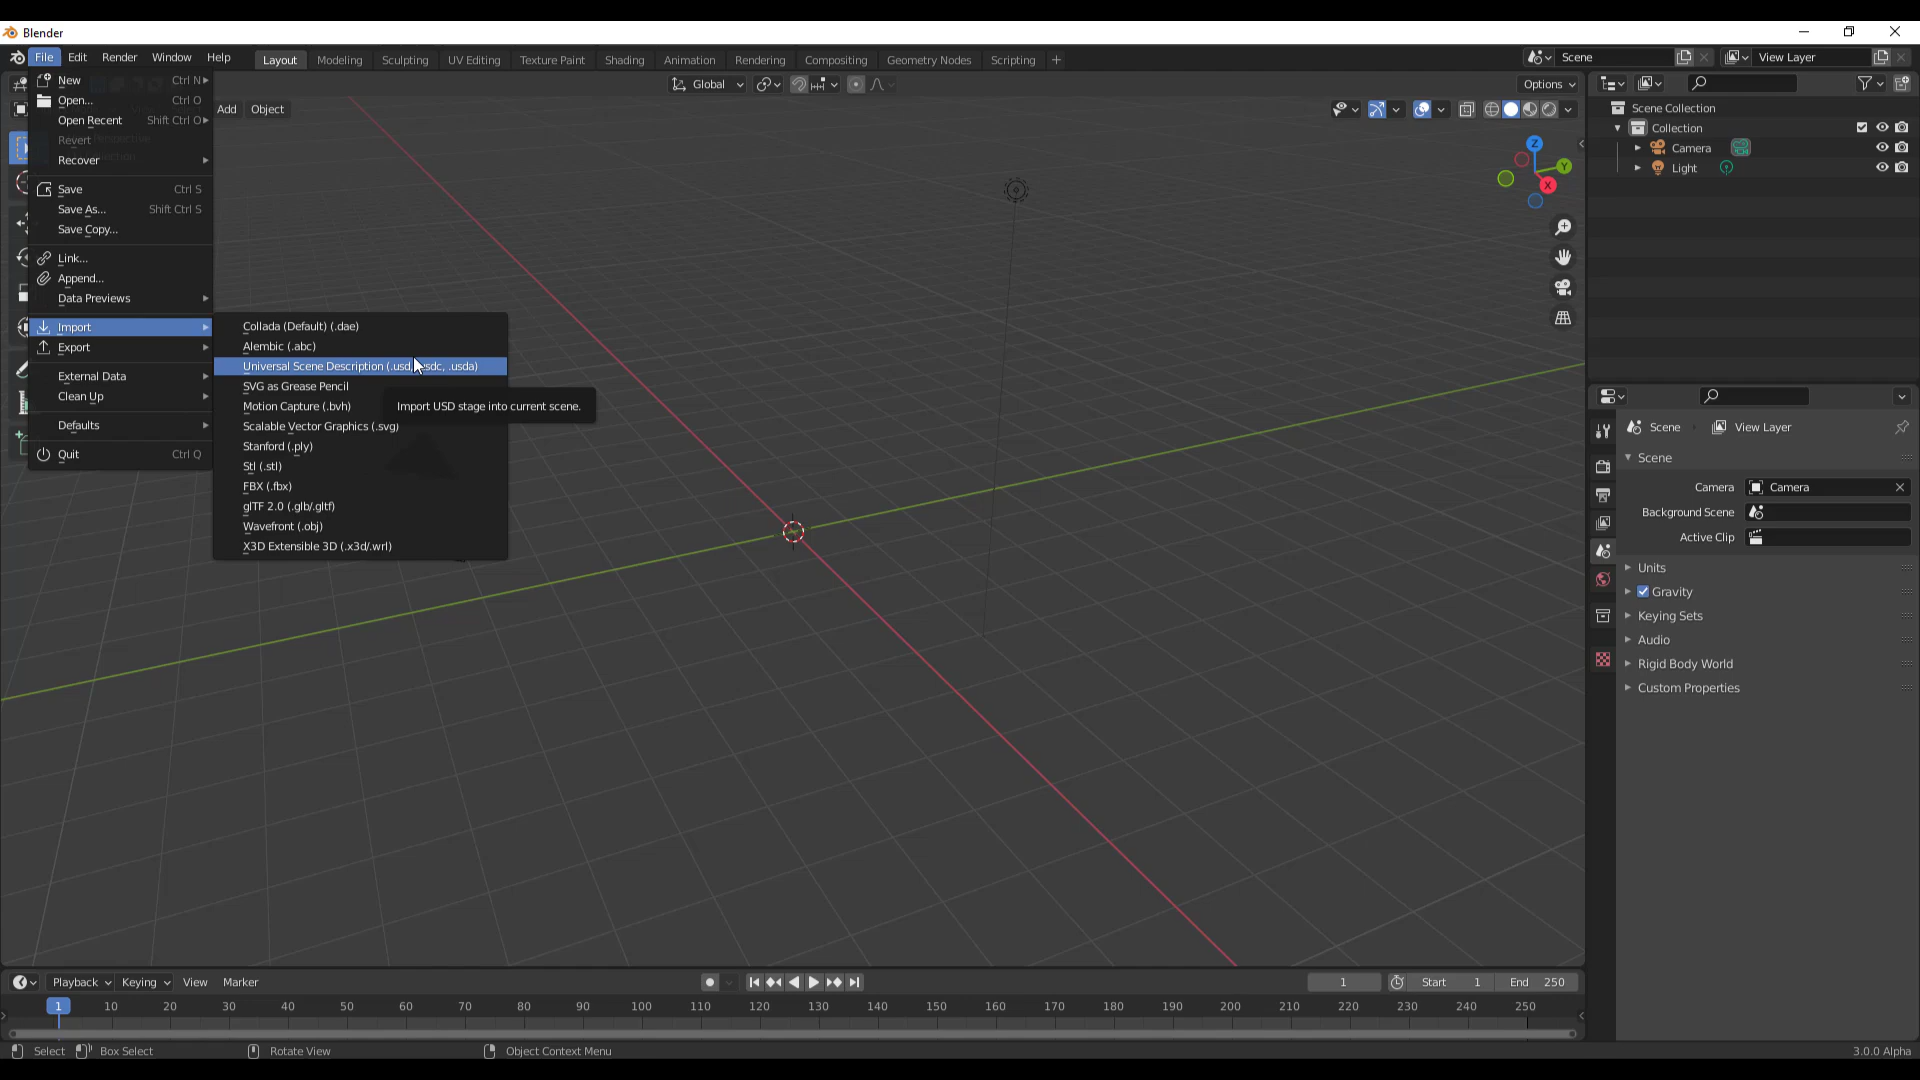 Blender
File Edit Render Window Help Layout Modeling Sculpting UV Editing Texture Paint Shading Animation Rendering Compositing Geometry Nodes Scripting + Scene View Layer
Global Options
Add Object
New Ctrl N
Open... Ctrl O
Open Recent Shift Ctrl O
Revert
Recover
Save Ctrl S
Save As... Shift Ctrl S
Save Copy...
Link...
Append...
Data Previews
Import
Export
External Data
Clean Up
Defaults
Quit Ctrl Q
Collada (Default) (.dae)
Alembic (.abc)
Universal Scene Description (.usd, .usdc, .usda)
SVG as Grease Pencil
Motion Capture (.bvh)
Scalable Vector Graphics (.svg)
Stanford (.ply)
Stl (.stl)
FBX (.fbx)
glTF 2.0 (.glb/.gltf)
Wavefront (.obj)
X3D Extensible 3D (.x3d/.wrl)
Import USD stage into current scene.
Z
Y
X
Scene Collection
Collection
Camera
Light
Scene View Layer
Scene
Camera Camera
Background Scene
Active Clip
Units
Gravity
Keying Sets
Audio
Rigid Body World
Custom Properties
Playback Keying View Marker 1 Start 1 End 250
1 10 20 30 40 50 60 70 80 90 100 110 120 130 140 150 160 170 180 190 200 210 220 230 240 250
Select Box Select Rotate View Object Context Menu 3.0.0 Alpha